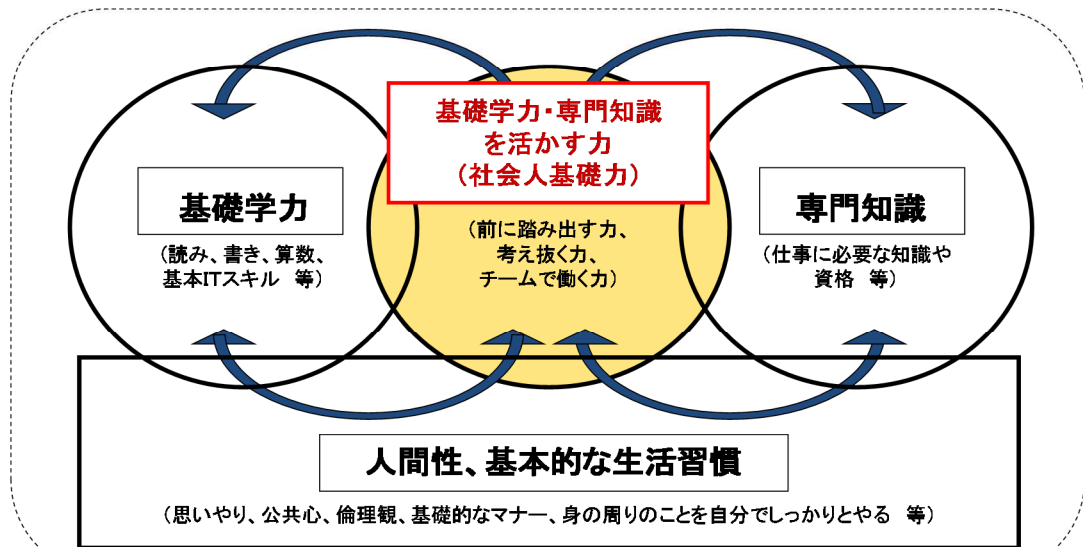 基礎学力・専門知識
を活かす力
（社会人基礎力）
基礎学力
（読み、書き、算数、
基本ITスキル　等）
（前に踏み出す力、
考え抜く力、
チームで働く力）
専門知識
（仕事に必要な知識や
資格　等）
人間性、基本的な生活習慣
（思いやり、公共心、倫理観、基礎的なマナー、身の周りのことを自分でしっかりとやる　等）